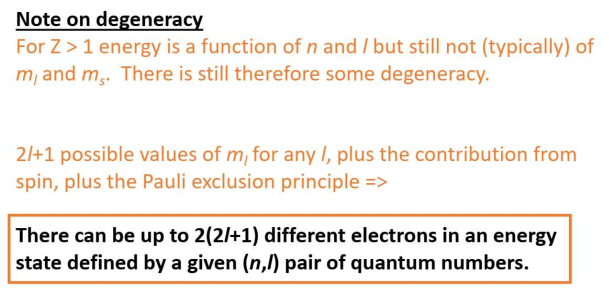 Note on degeneracy
For Z > 1 energy is a function of n and l but still not (typically) of
mₗ and mₛ. There is still therefore some degeneracy.
2l+1 possible values of mₗ for any l, plus the contribution from
spin, plus the Pauli exclusion principle =>
There can be up to 2(2l+1) different electrons in an energy
state defined by a given (n,l) pair of quantum numbers.